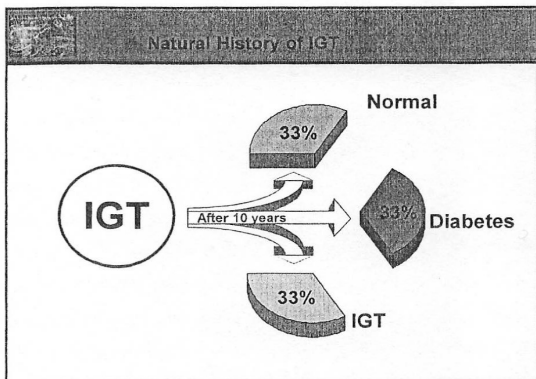 Natural History of IGT
Normal
33%
IGT
After 10 years
33%
Diabetes
33%
IGT